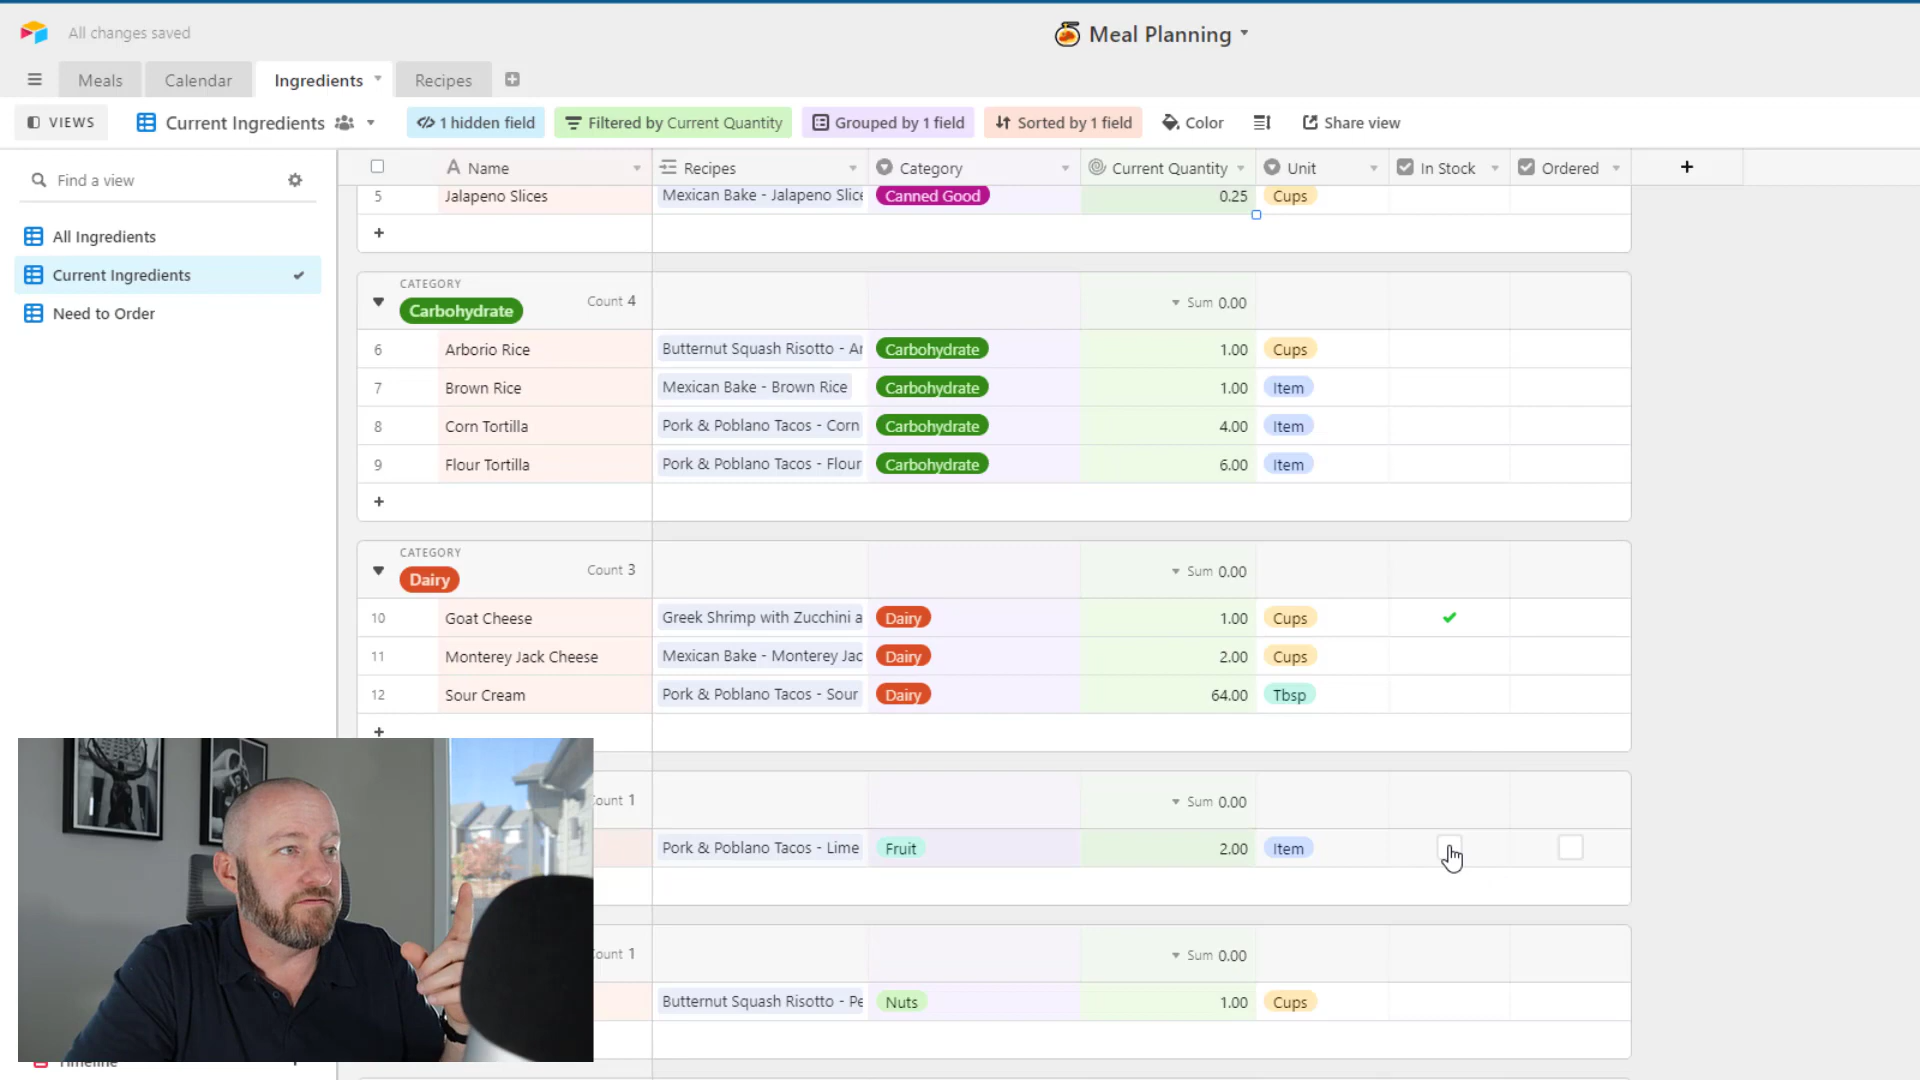 All changes saved
Meal Planning
Meals Calendar Ingredients Recipes
VIEWS Current Ingredients 1 hidden field Filtered by Current Quantity Grouped by 1 field Sorted by 1 field Color Share view
Find a view
All Ingredients
Current Ingredients
Need to Order
Name Recipes Category Current Quantity Unit In Stock Ordered
5 Jalapeno Slices Mexican Bake - Jalapeno Slice Canned Good 0.25 Cups
CATEGORY
Carbohydrate Count 4 Sum 0.00
6 Arborio Rice Butternut Squash Risotto - Ar Carbohydrate 1.00 Cups
7 Brown Rice Mexican Bake - Brown Rice Carbohydrate 1.00 Item
8 Corn Tortilla Pork & Poblano Tacos - Corn Carbohydrate 4.00 Item
9 Flour Tortilla Pork & Poblano Tacos - Flour Carbohydrate 6.00 Item
CATEGORY
Dairy Count 3 Sum 0.00
10 Goat Cheese Greek Shrimp with Zucchini a Dairy 1.00 Cups
11 Monterey Jack Cheese Mexican Bake - Monterey Jac Dairy 2.00 Cups
12 Sour Cream Pork & Poblano Tacos - Sour Dairy 64.00 Tbsp
ount 1 Sum 0.00
Pork & Poblano Tacos - Lime Fruit 2.00 Item
ount 1 Sum 0.00
Butternut Squash Risotto - Pe Nuts 1.00 Cups
Timeline